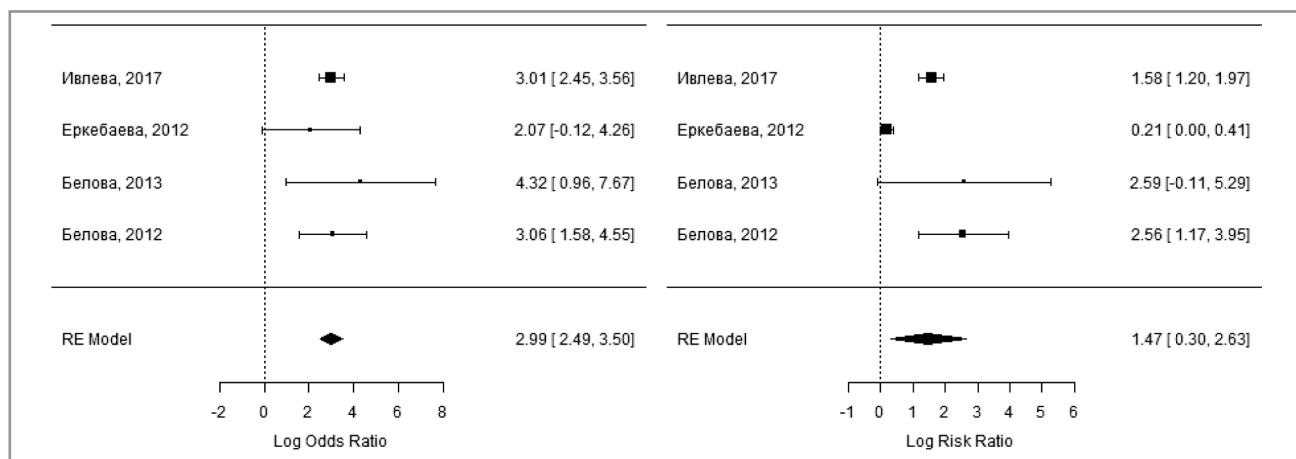 Ивлева, 2017 3.01 [ 2.45, 3.56]
Еркебаева, 2012 2.07 [-0.12, 4.26]
Белова, 2013 4.32 [ 0.96, 7.67]
Белова, 2012 3.06 [ 1.58, 4.55]
RE Model 2.99 [ 2.49, 3.50]
-2 0 2 4 6 8
Log Odds Ratio
Ивлева, 2017 1.58 [ 1.20, 1.97]
Еркебаева, 2012 0.21 [ 0.00, 0.41]
Белова, 2013 2.59 [-0.11, 5.29]
Белова, 2012 2.56 [ 1.17, 3.95]
RE Model 1.47 [ 0.30, 2.63]
-1 0 1 2 3 4 5 6
Log Risk Ratio